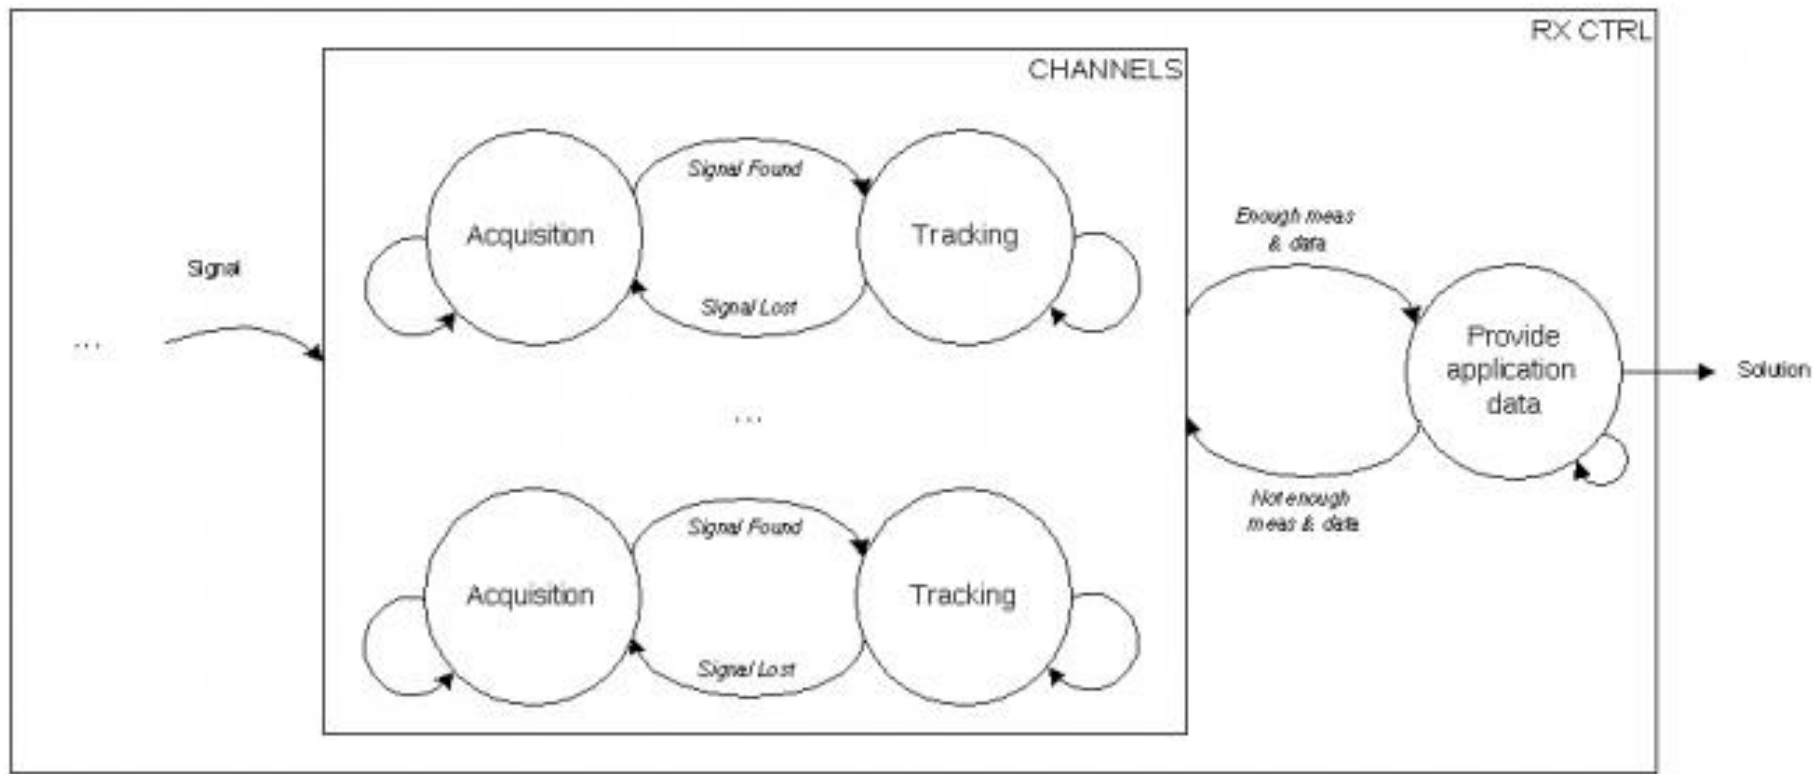 RX CTRL
CHANNELS
Signal Found
Acquisition
Tracking
Signal Lost
Signal
...
Enough meas
& data
Provide
application
data
Solution
...
Not enough
meas & data
Signal Found
Acquisition
Tracking
Signal Lost